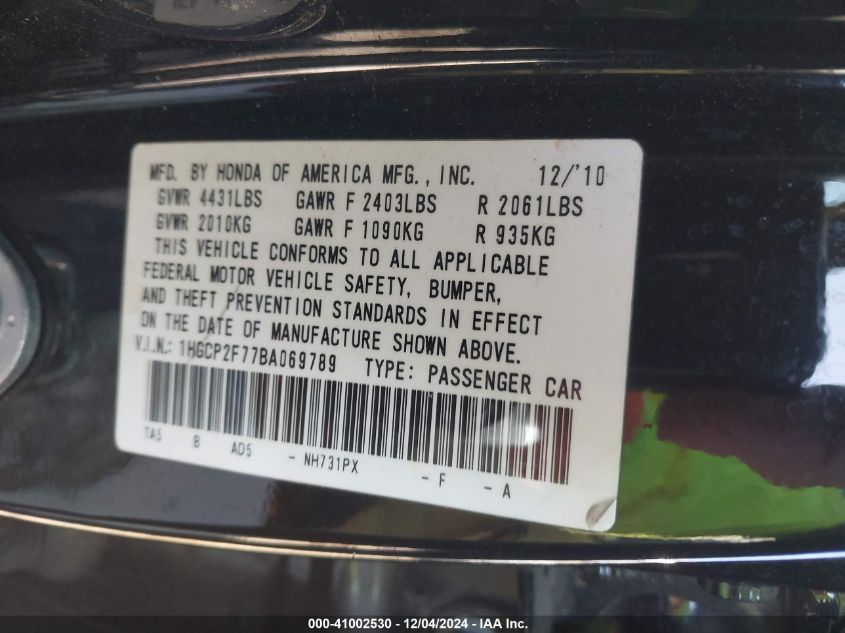 MFD. BY HONDA OF AMERICA MFG., INC. 12/'10
GVWR 4431LBS GAWR F 2403LBS R 2061LBS
GVWR 2010KG GAWR F 1090KG R 935KG
THIS VEHICLE CONFORMS TO ALL APPLICABLE
FEDERAL MOTOR VEHICLE SAFETY, BUMPER,
AND THEFT PREVENTION STANDARDS IN EFFECT
ON THE DATE OF MANUFACTURE SHOWN ABOVE.
V.I.N.: 1HGCP2F77BA069789 TYPE: PASSENGER CAR
TA5 B AD5 - NH731PX - F - A
000-41002530 - 12/04/2024 - IAA Inc.